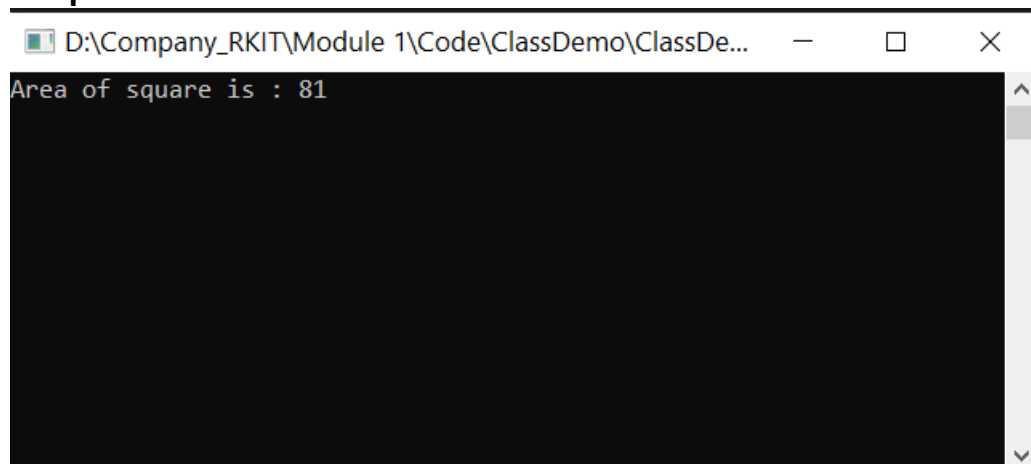 D:\Company_RKIT\Module 1\Code\ClassDemo\ClassDe...
Area of square is : 81